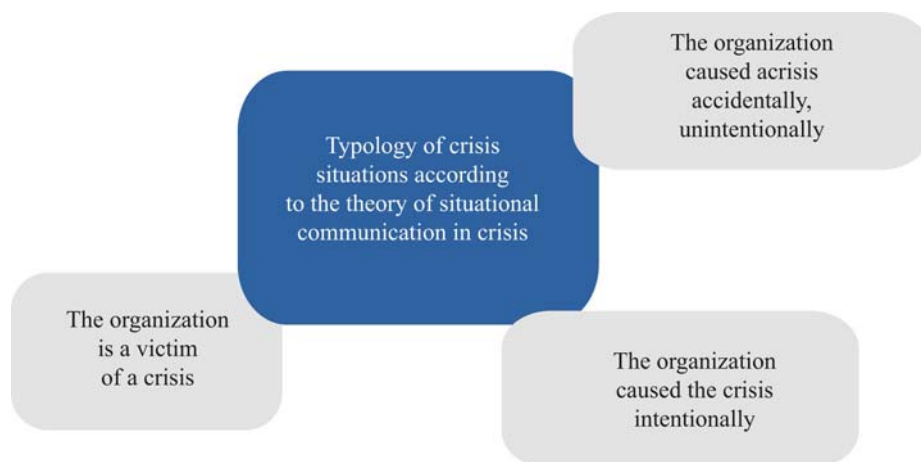 The organization
caused acrisis
accidentally,
unintentionally
Typology of crisis
situations according
to the theory of situational
communication in crisis
The organization
is a victim
of a crisis
The organization
caused the crisis
intentionally